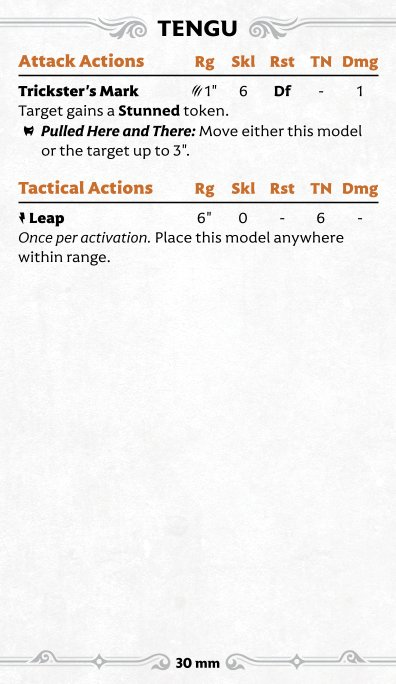 TENGU
Attack Actions Rg Skl Rst TN Dmg
Trickster's Mark 1" 6 Df - 1
Target gains a Stunned token.
Pulled Here and There: Move either this model
or the target up to 3".
Tactical Actions Rg Skl Rst TN Dmg
Leap 6" 0 - 6 -
Once per activation. Place this model anywhere
within range.
30 mm